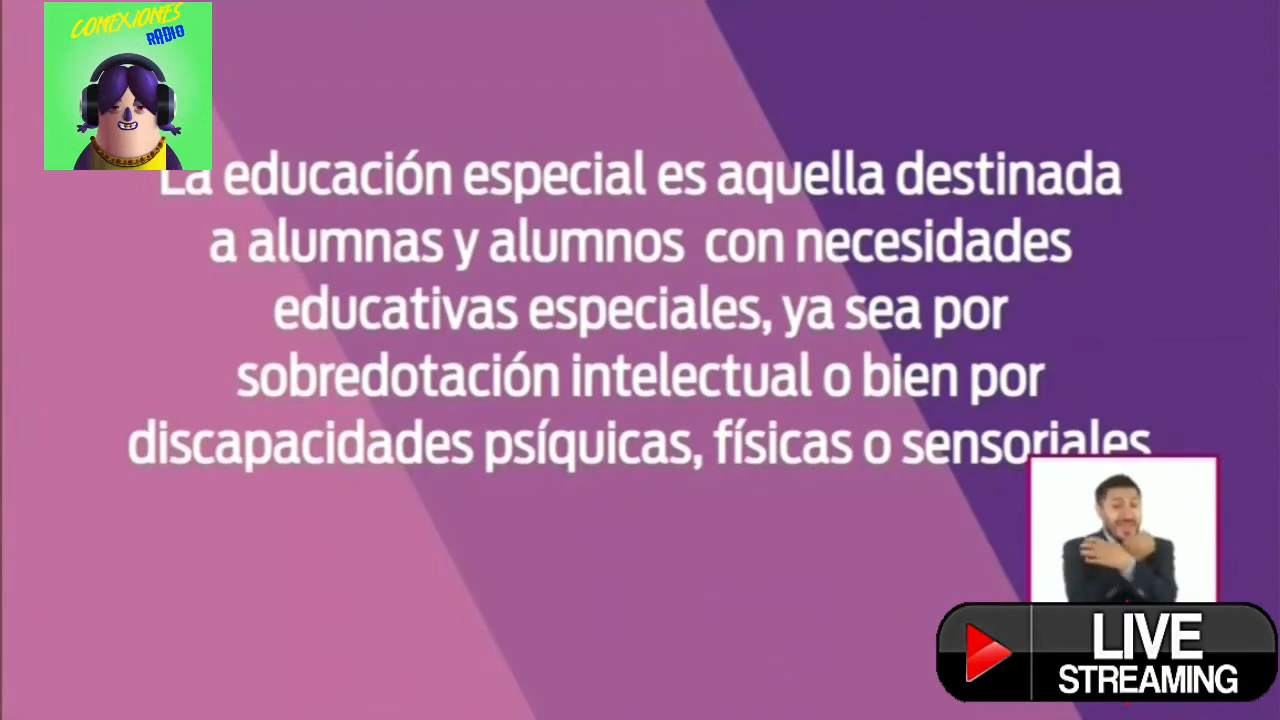 CONEXIONES
RADIO
La educación especial es aquella destinada
a alumnas y alumnos con necesidades
educativas especiales, ya sea por
sobredotación intelectual o bien por
discapacidades psíquicas, físicas o sensoriales
LIVE
STREAMING